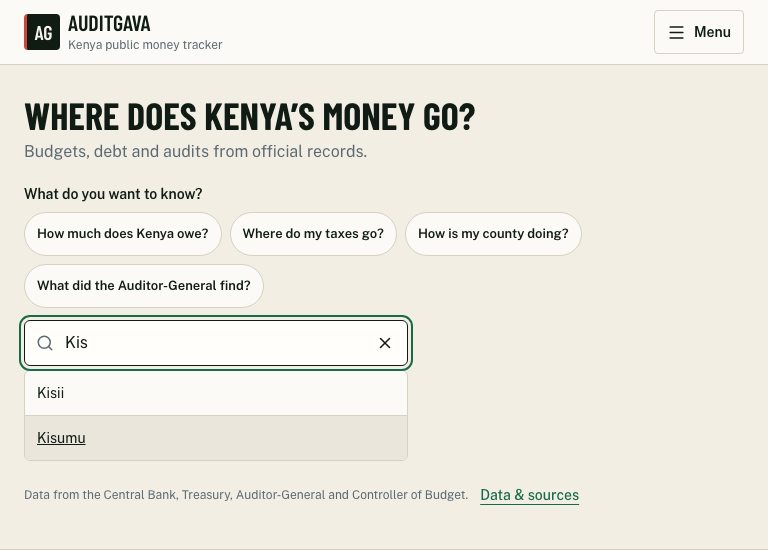 AG
AUDITGAVA
Kenya public money tracker
Menu
WHERE DOES KENYA’S MONEY GO?
Budgets, debt and audits from official records.
What do you want to know?
How much does Kenya owe?
Where do my taxes go?
How is my county doing?
What did the Auditor-General find?
Kis
Kisii
Kisumu
Data from the Central Bank, Treasury, Auditor-General and Controller of Budget.
Data & sources